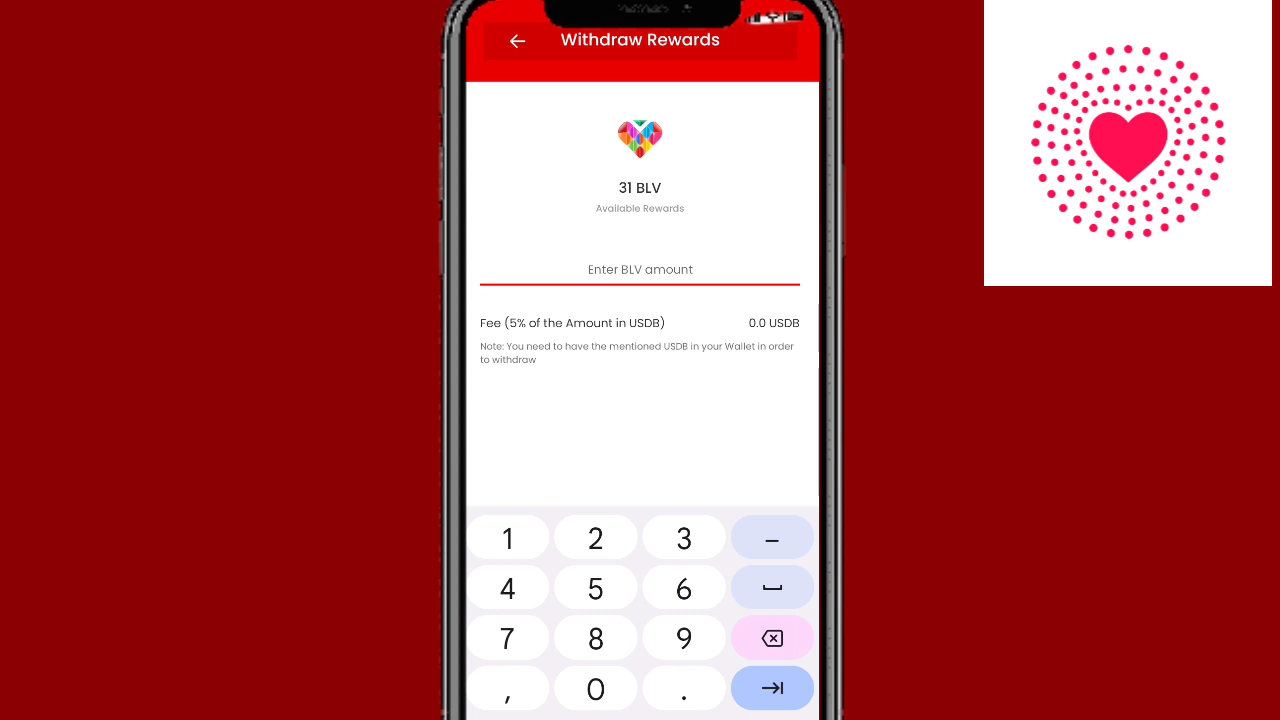 Withdraw Rewards
31 BLV
Available Rewards
Enter BLV amount
Fee (5% of the Amount in USDB) 0.0 USDB
Note: You need to have the mentioned USDB in your Wallet in order
to withdraw
1 2 3 –
4 5 6
7 8 9
, 0 .